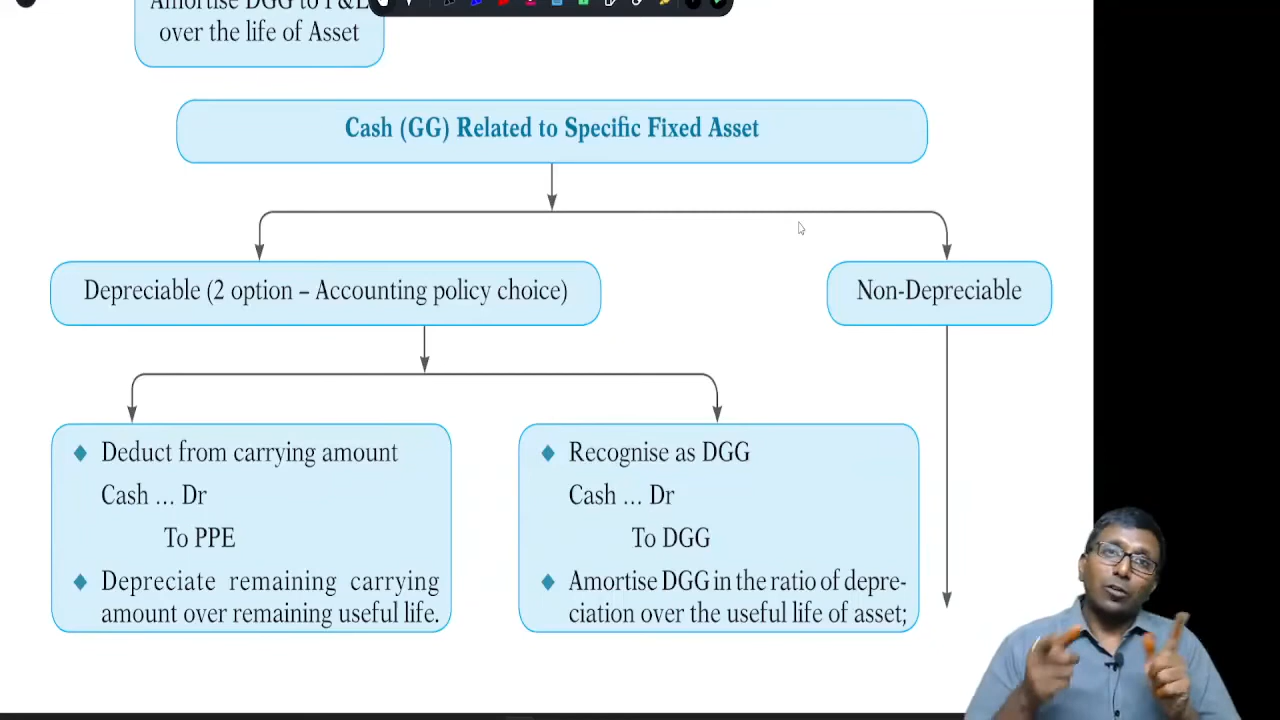 Amortise DGG to P&L
over the life of Asset
Cash (GG) Related to Specific Fixed Asset
Depreciable (2 option – Accounting policy choice)
Non-Depreciable
♦ Deduct from carrying amount
Cash ... Dr
To PPE
♦ Depreciate remaining carrying
amount over remaining useful life.
♦ Recognise as DGG
Cash ... Dr
To DGG
♦ Amortise DGG in the ratio of depre-
ciation over the useful life of asset;